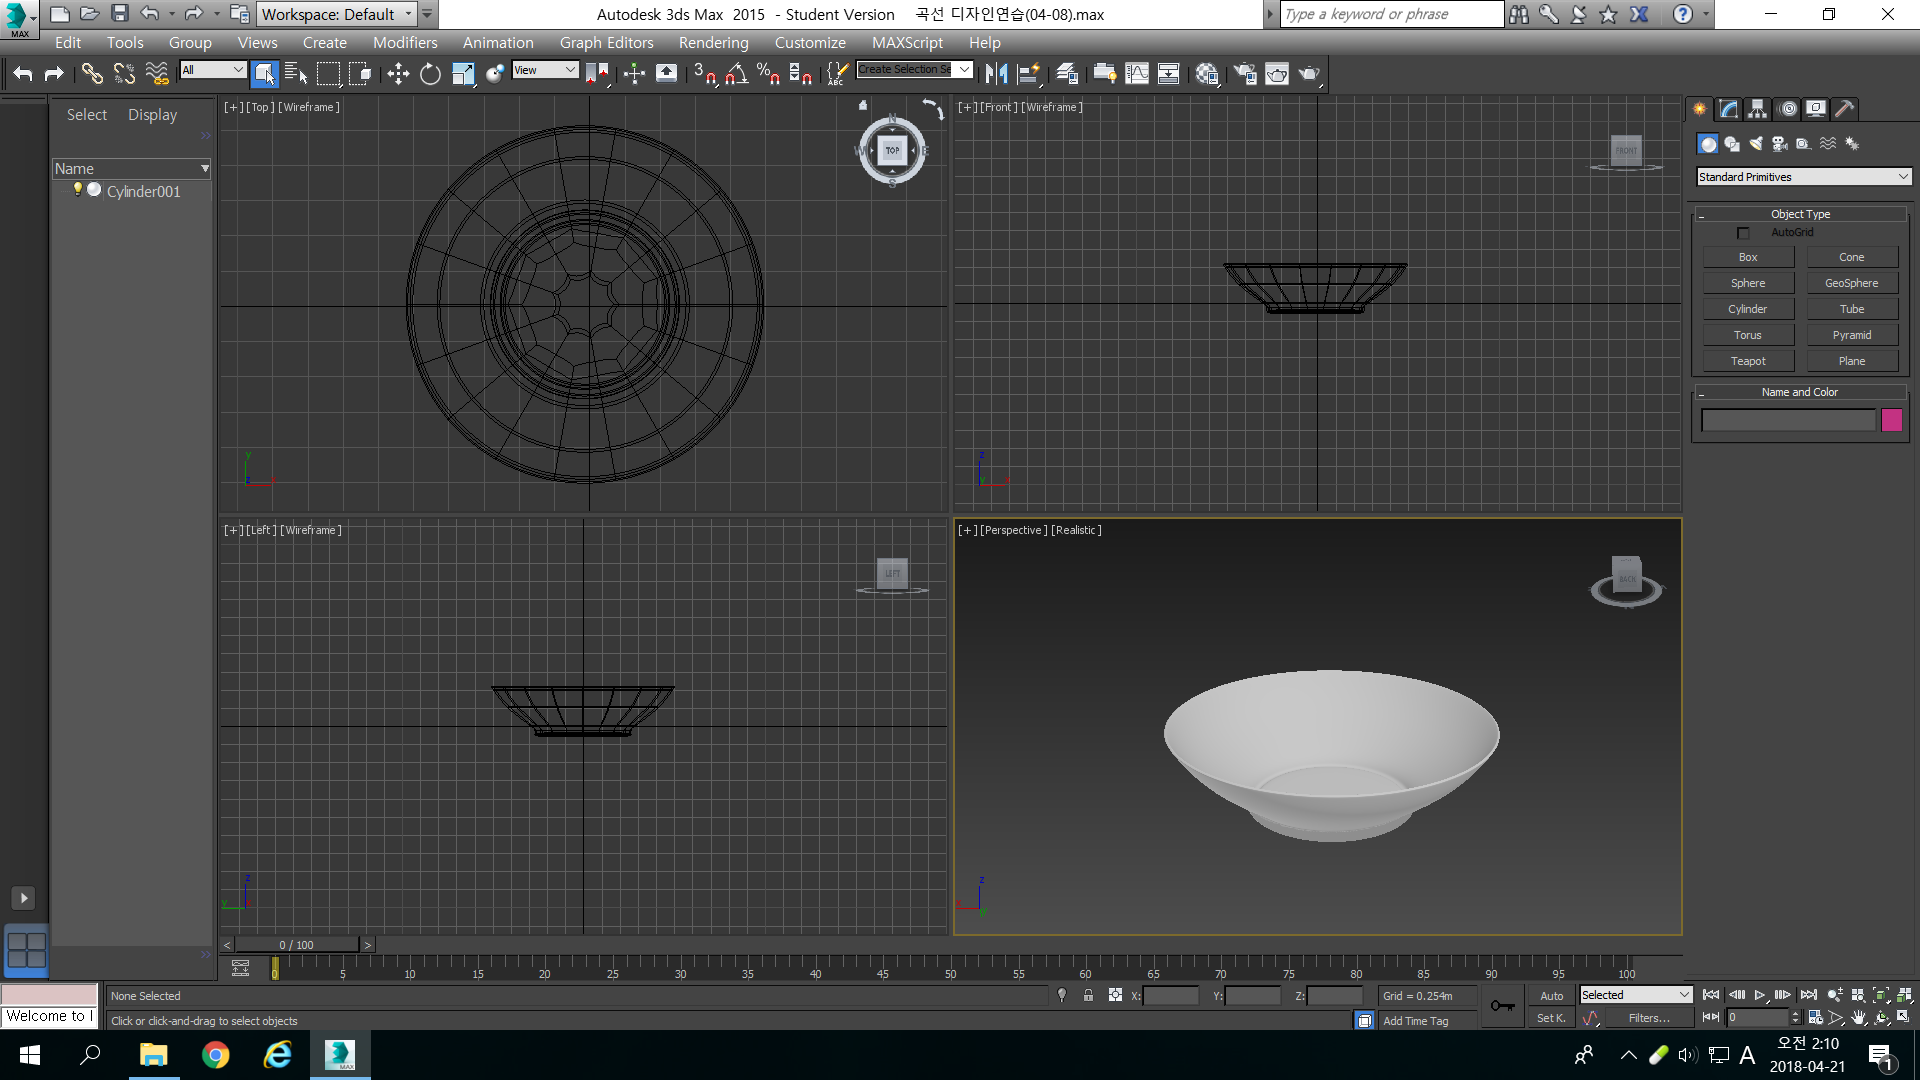 Workspace: Default
Autodesk 3ds Max 2015 - Student Version 곡선 디자인연습(04-08).max
Type a keyword or phrase
MAX
Edit Tools Group Views Create Modifiers Animation Graph Editors Rendering Customize MAXScript Help
All
View
3
%
ABC
Create Selection Se
Select Display
Name
Cylinder001
[+] [Top] [Wireframe]
N
W TOP E
S
y
z x
[+] [Front] [Wireframe]
FRONT
z
y x
[+] [Left] [Wireframe]
LEFT
z
y
[+] [Perspective] [Realistic]
BACK
z
x y
Standard Primitives
Object Type
AutoGrid
Box Cone
Sphere GeoSphere
Cylinder Tube
Torus Pyramid
Teapot Plane
Name and Color
< 0 / 100 >
0 5 10 15 20 25 30 35 40 45 50 55 60 65 70 75 80 85 90 95 100
None Selected X: Y: Z: Grid = 0.254m Auto Selected
Welcome to
Click or click-and-drag to select objects
Add Time Tag Set K. Filters... 0
MAX
A
오전 2:10
2018-04-21
1